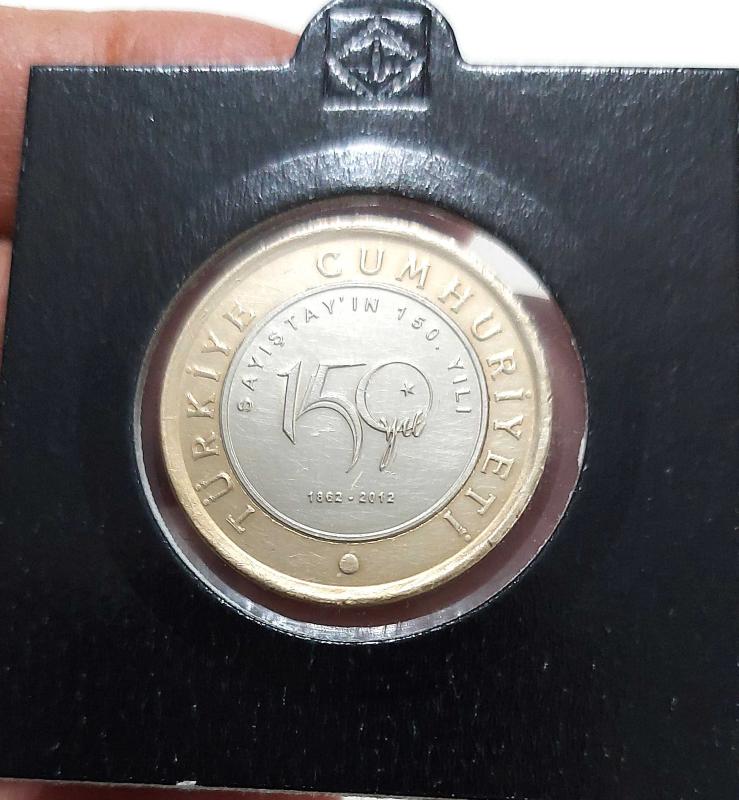 TÜRKİYE CUMHURİYETİ
SAYIŞTAY'IN 150. YILI
150
yıl
1862 - 2012